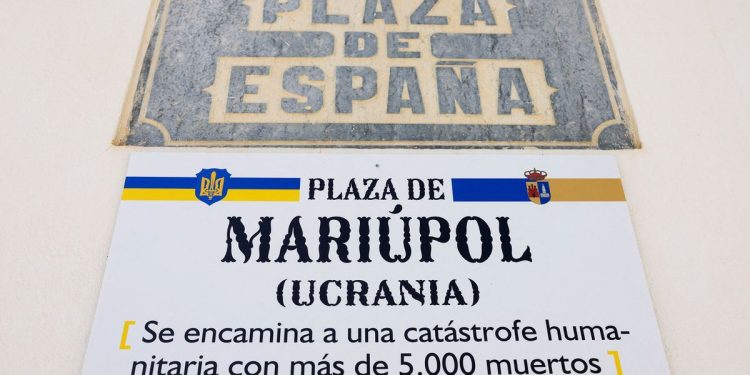 PLAZA
DE
ESPAÑA
PLAZA DE
MARIÚPOL
(UCRANIA)
[ Se encamina a una catástrofe huma-
nitaria con más de 5.000 muertos ]